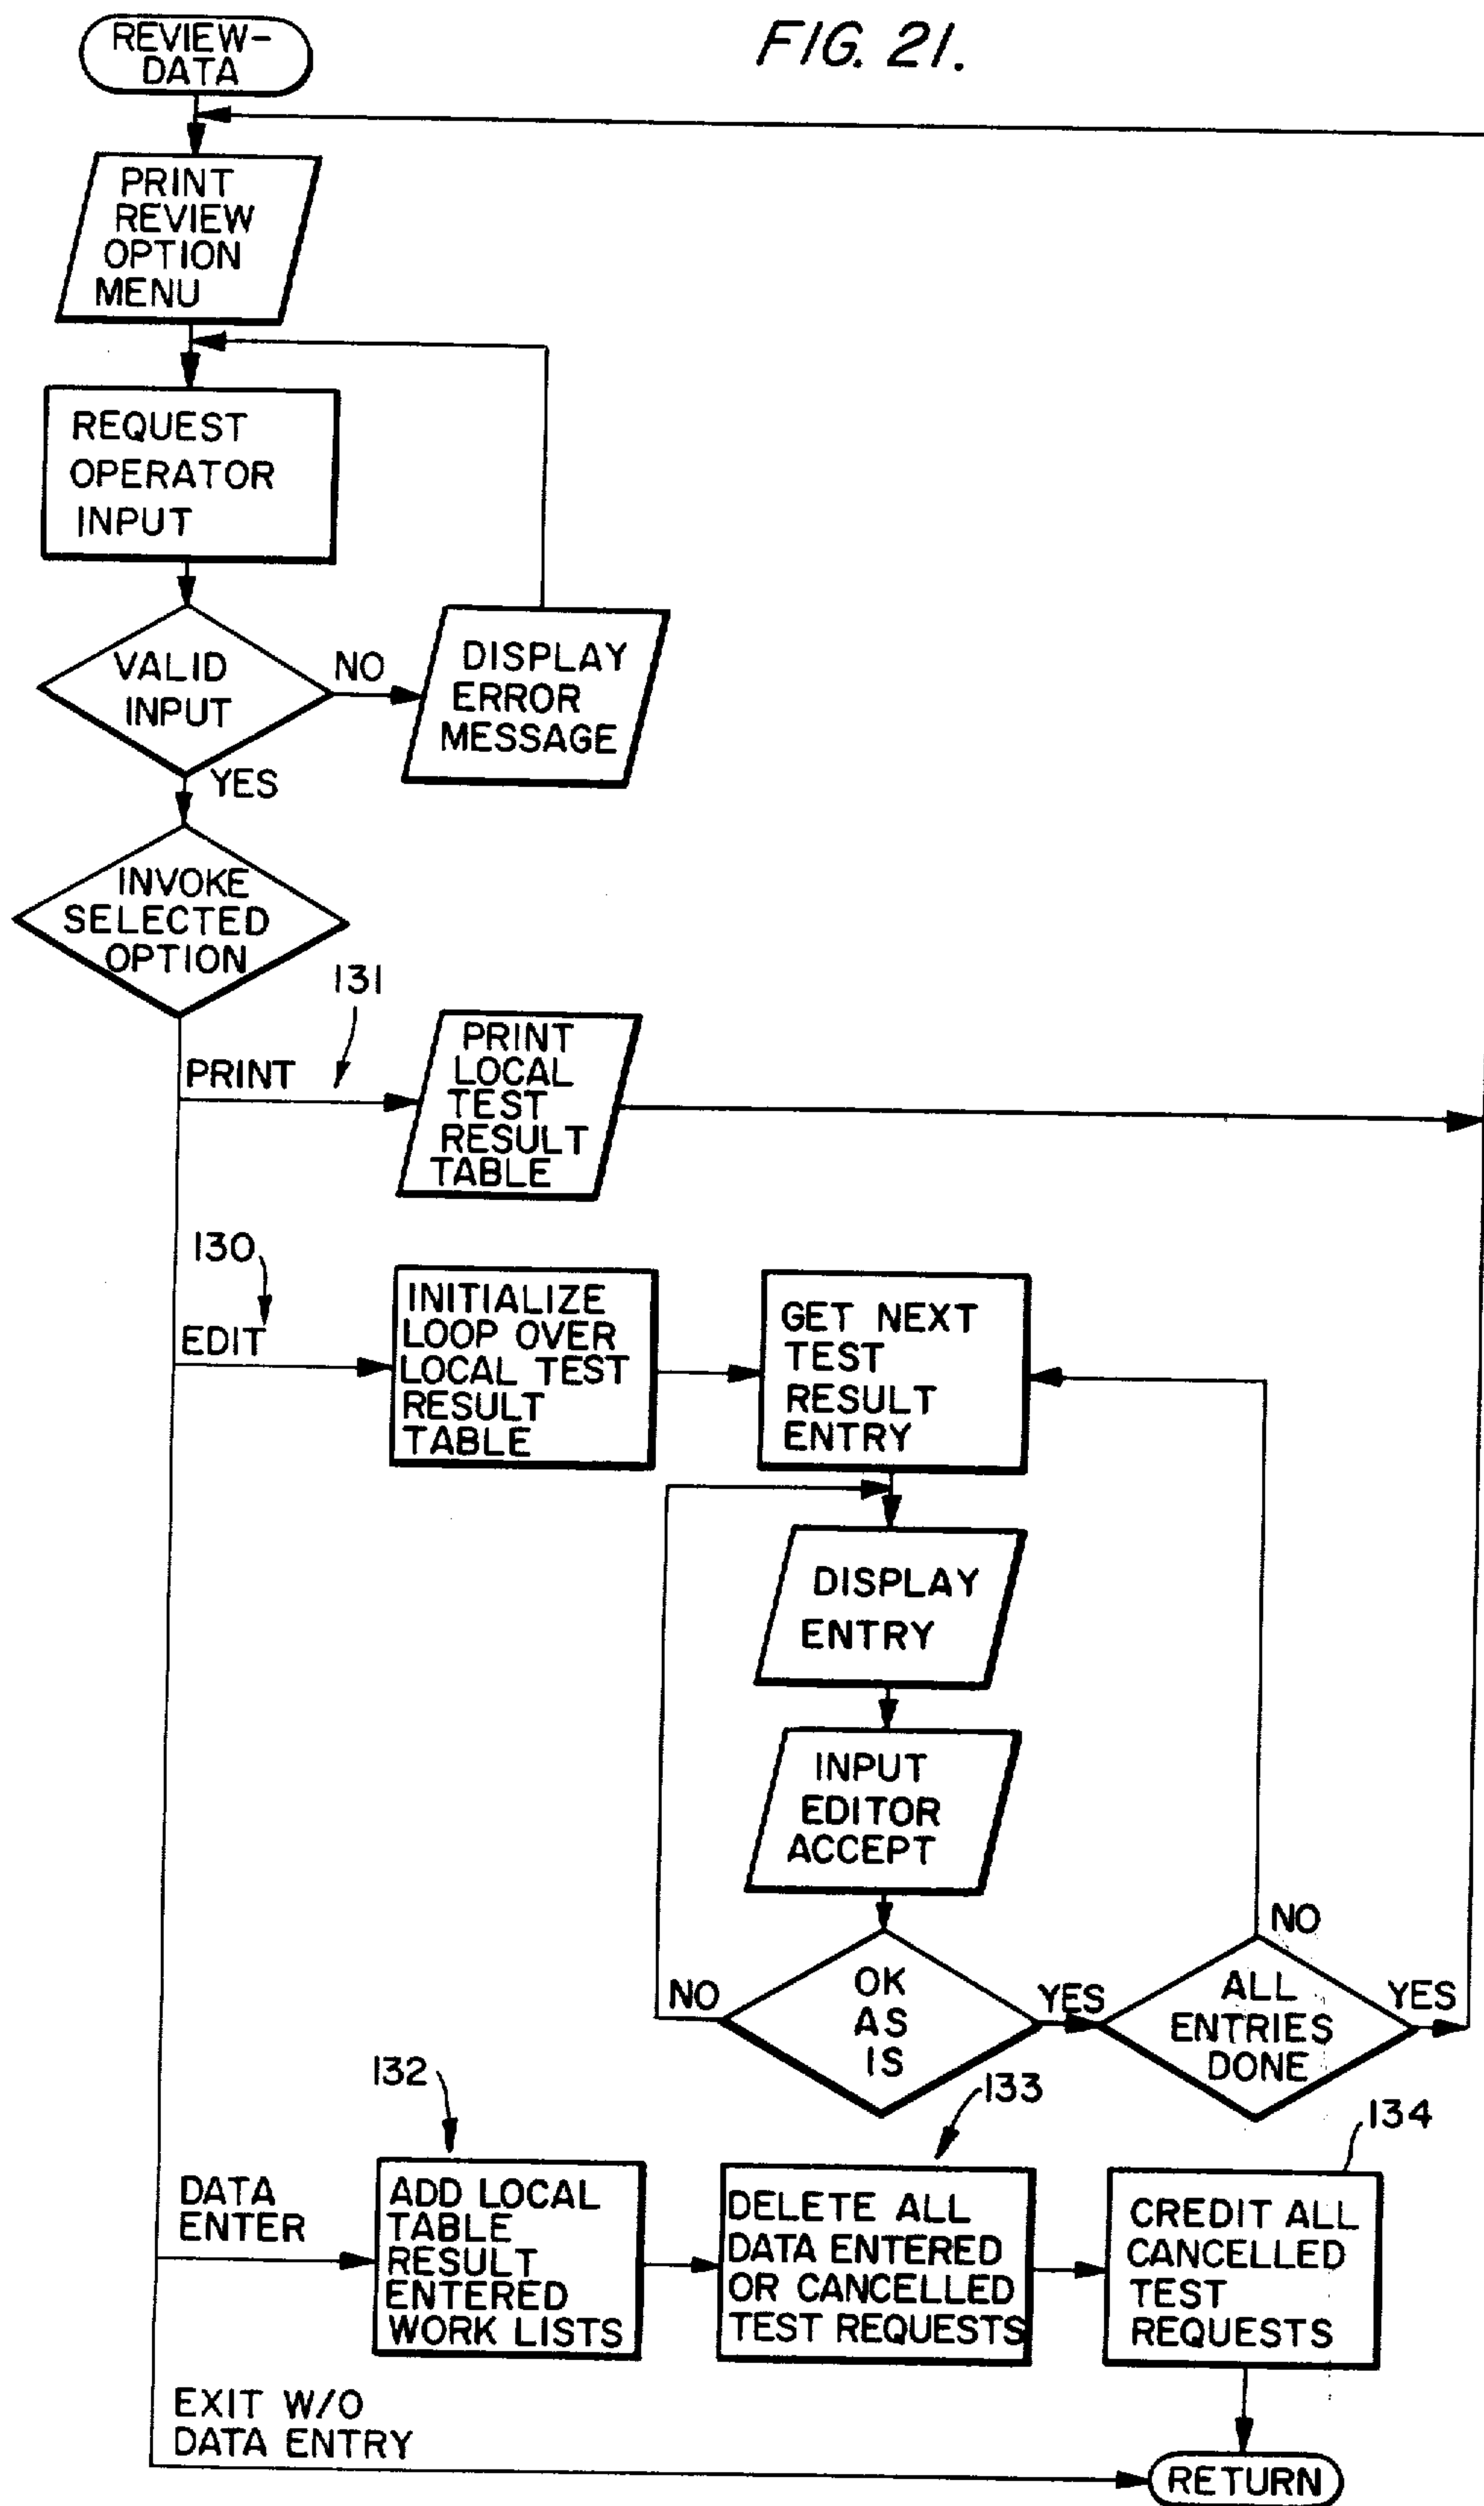 FIG. 21.
REVIEW-
DATA
PRINT
REVIEW
OPTION
MENU
REQUEST
OPERATOR
INPUT
VALID
INPUT
NO
DISPLAY
ERROR
MESSAGE
YES
INVOKE
SELECTED
OPTION
131
PRINT
PRINT
LOCAL
TEST
RESULT
TABLE
130
EDIT
INITIALIZE
LOOP OVER
LOCAL TEST
RESULT
TABLE
GET NEXT
TEST
RESULT
ENTRY
DISPLAY
ENTRY
INPUT
EDITOR
ACCEPT
NO
OK
AS
IS
YES
NO
ALL
ENTRIES
DONE
YES
132
133
134
DATA
ENTER
ADD LOCAL
TABLE
RESULT
ENTERED
WORK LISTS
DELETE ALL
DATA ENTERED
OR CANCELLED
TEST REQUESTS
CREDIT ALL
CANCELLED
TEST
REQUESTS
EXIT W/O
DATA ENTRY
RETURN